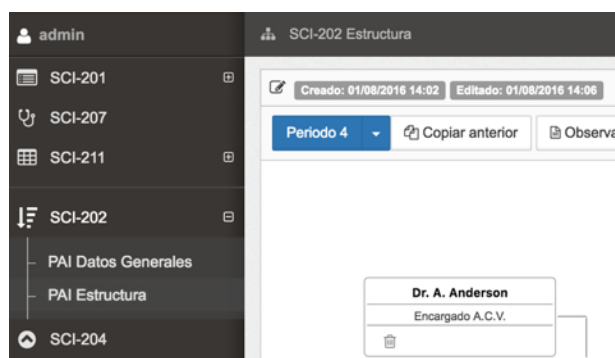 admin
SCI-202 Estructura
SCI-201
SCI-207
SCI-211
SCI-202
PAI Datos Generales
PAI Estructura
SCI-204
Creado: 01/08/2016 14:02 Editado: 01/08/2016 14:06
Periodo 4 Copiar anterior Observa
Dr. A. Anderson
Encargado A.C.V.